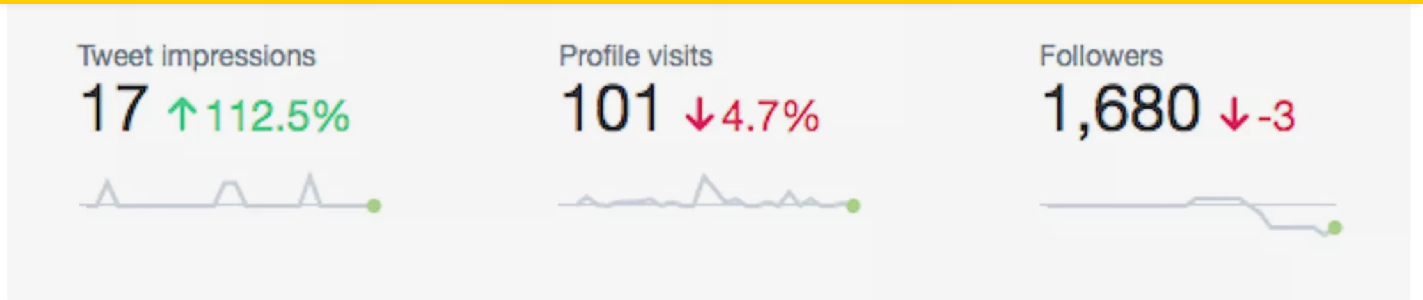 Tweet impressions
17 ↑112.5%
Profile visits
101 ↓4.7%
Followers
1,680 ↓-3